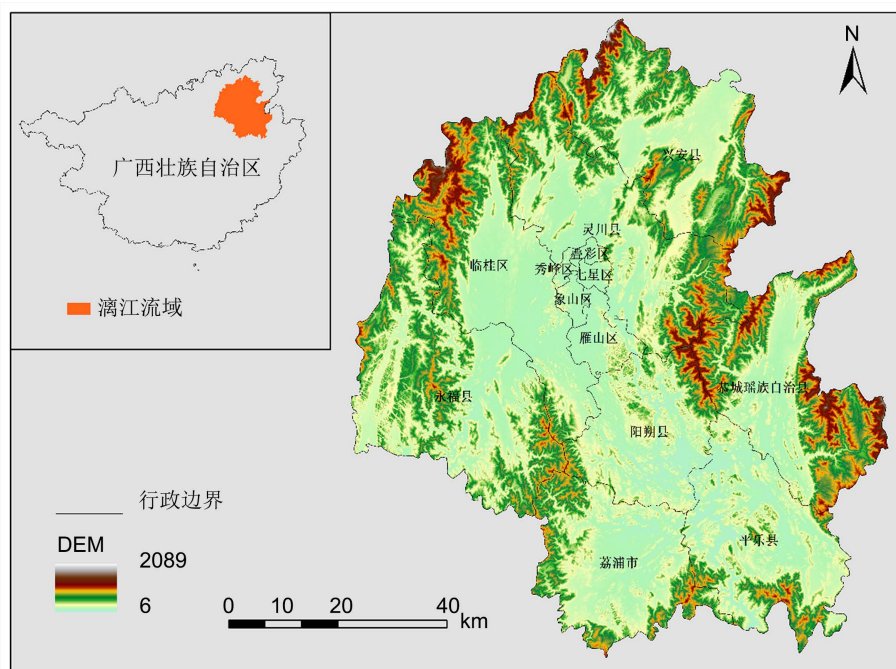 广西壮族自治区
漓江流域
N
兴安县
灵川县
叠彩区
临桂区
秀峰区
七星区
象山区
雁山区
恭城瑶族自治县
永福县
阳朔县
平乐县
荔浦市
行政边界
DEM
2089
6
0 10 20 40
km